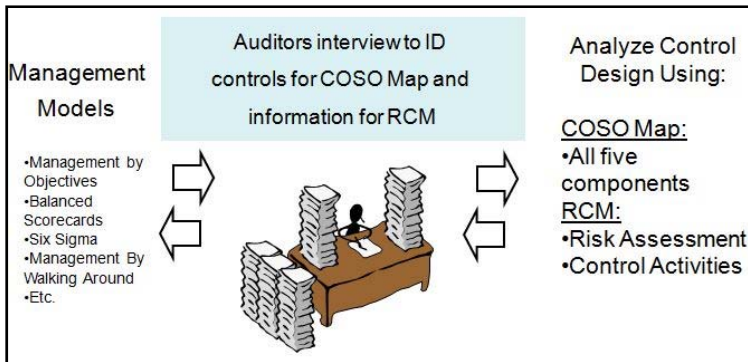 Management
Models
•Management by
Objectives
•Balanced
Scorecards
•Six Sigma
•Management By
Walking Around
•Etc.
Auditors interview to ID
controls for COSO Map and
information for RCM
Analyze Control
Design Using:
COSO Map:
•All five
components
RCM:
•Risk Assessment
•Control Activities